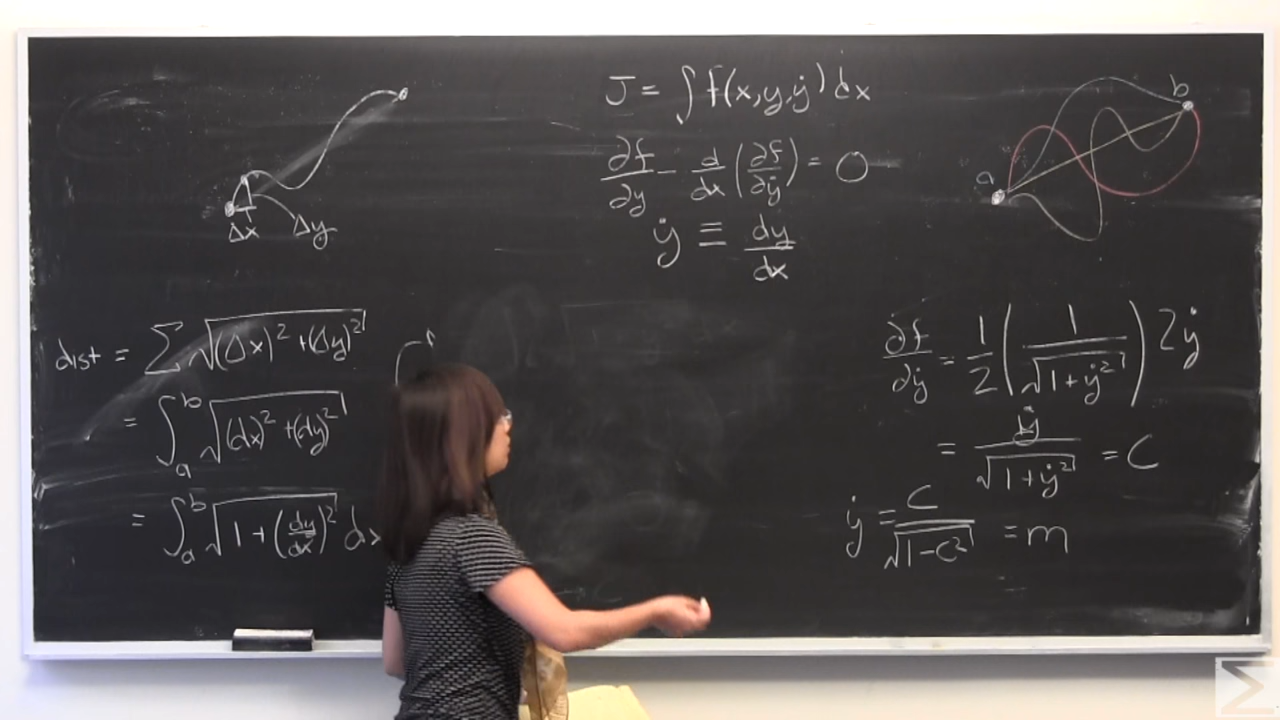 Δx Δy
dist = Σ √((Δx)² + (Δy)²)
= ∫ₐᵇ √((dx)² + (dy)²)
= ∫ₐᵇ √(1 + (dy/dx)²) dx
J = ∫ f(x, y, ẏ) dx
∂f/∂y - d/dx (∂f/∂ẏ) = 0
ẏ ≡ dy/dx
a b
∂f/∂ẏ = 1/2 (1/√(1 + ẏ²)) 2ẏ
= ẏ/√(1 + ẏ²) = C
ẏ = C/√(1 - C²) = m
Σ